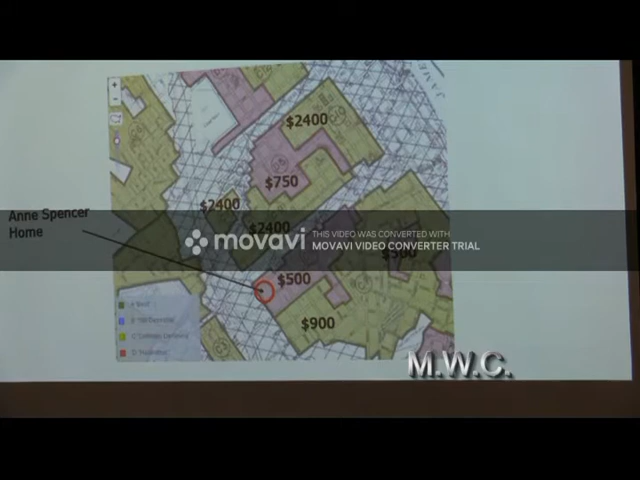 $2400
$750
$2400
Anne Spencer
Home
$2400
movavi
THIS VIDEO WAS CONVERTED WITH
MOVAVI VIDEO CONVERTER TRIAL
$500
$500
$900
M.W.C.